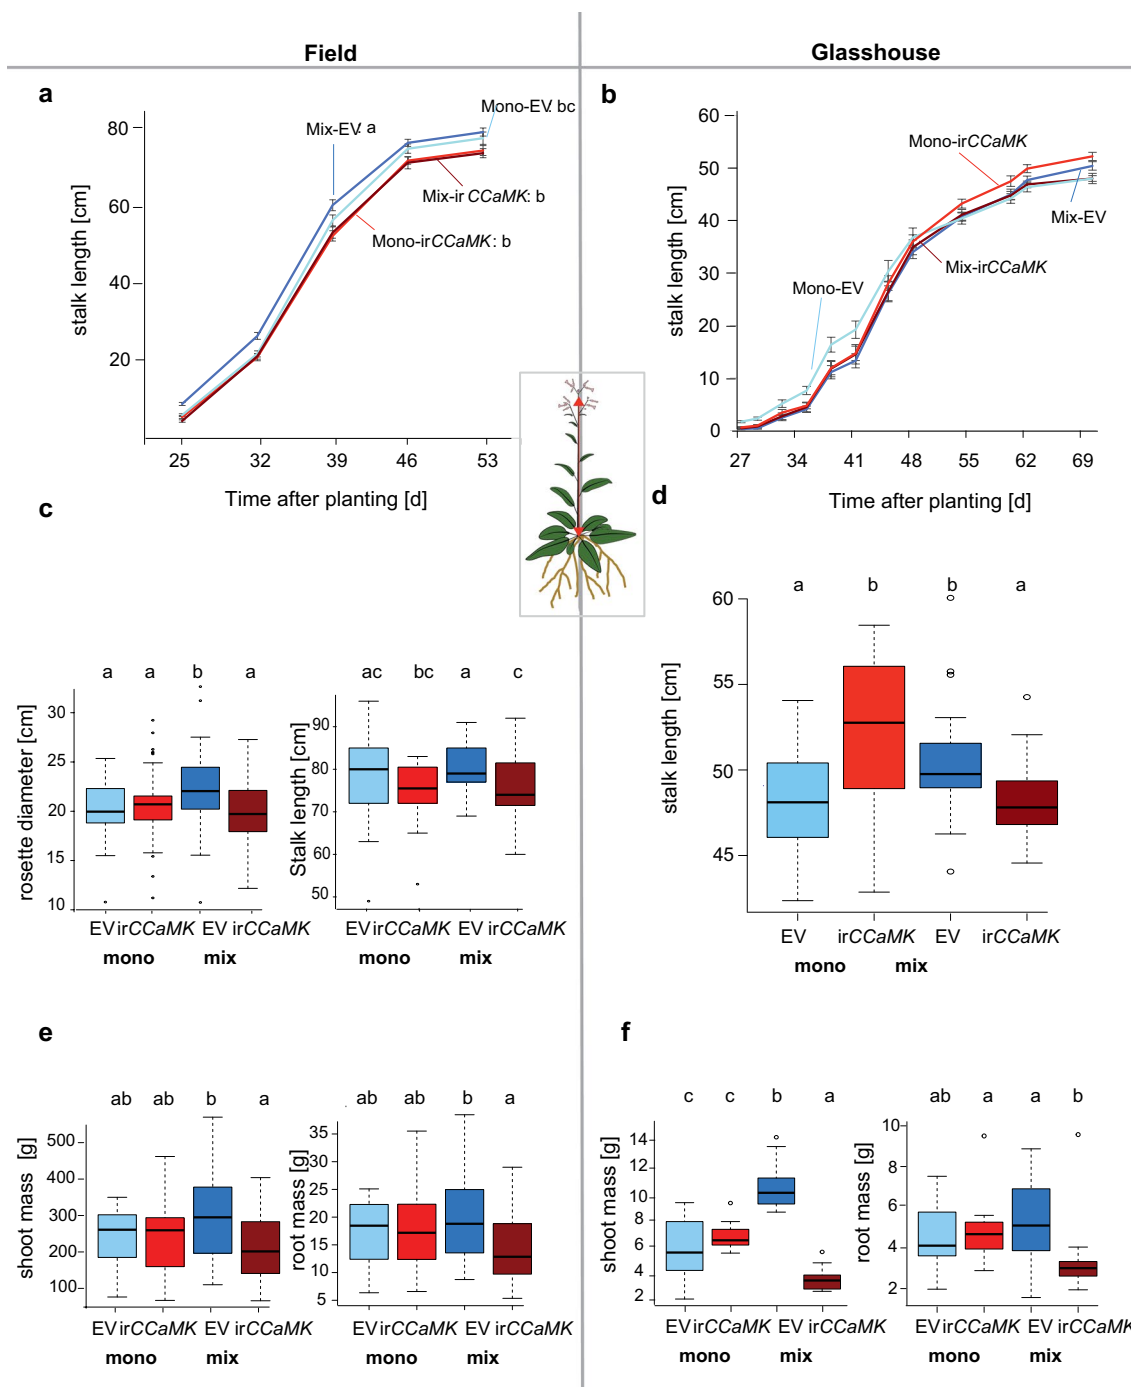 Field
Glasshouse
a
80
60
40
20
stalk length [cm]
Mix-EV: a
Mono-EV: bc
Mix-irCCaMK: b
Mono-irCCaMK: b
25 32 39 46 53
Time after planting [d]
b
60
50
40
30
20
10
0
stalk length [cm]
Mono-irCCaMK
Mix-EV
Mix-irCCaMK
Mono-EV
27 34 41 48 55 62 69
Time after planting [d]
c
a a b a
30
25
20
15
10
rosette diameter [cm]
EV irCCaMK EV irCCaMK
mono mix
ac bc a c
90
80
70
60
50
Stalk length [cm]
EV irCCaMK EV irCCaMK
mono mix
d
a b b a
60
55
50
45
stalk length [cm]
EV irCCaMK EV irCCaMK
mono mix
e
ab ab b a
500
400
300
200
100
shoot mass [g]
EV irCCaMK EV irCCaMK
mono mix
ab ab b a
35
30
25
20
15
10
5
root mass [g]
EV irCCaMK EV irCCaMK
mono mix
f
c c b a
14
12
10
8
6
4
2
shoot mass [g]
EV irCCaMK EV irCCaMK
mono mix
ab a a b
10
8
6
4
2
root mass [g]
EV irCCaMK EV irCCaMK
mono mix